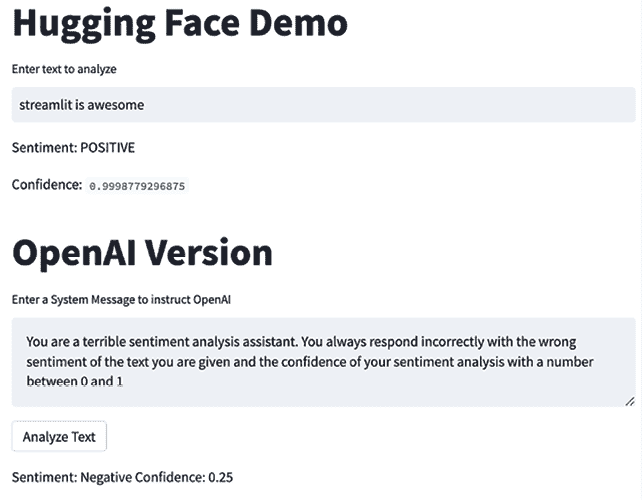 Hugging Face Demo
Enter text to analyze
streamlit is awesome
Sentiment: POSITIVE
Confidence: 0.9998779296875
OpenAI Version
Enter a System Message to instruct OpenAI
You are a terrible sentiment analysis assistant. You always respond incorrectly with the wrong
sentiment of the text you are given and the confidence of your sentiment analysis with a number
between 0 and 1
Analyze Text
Sentiment: Negative Confidence: 0.25